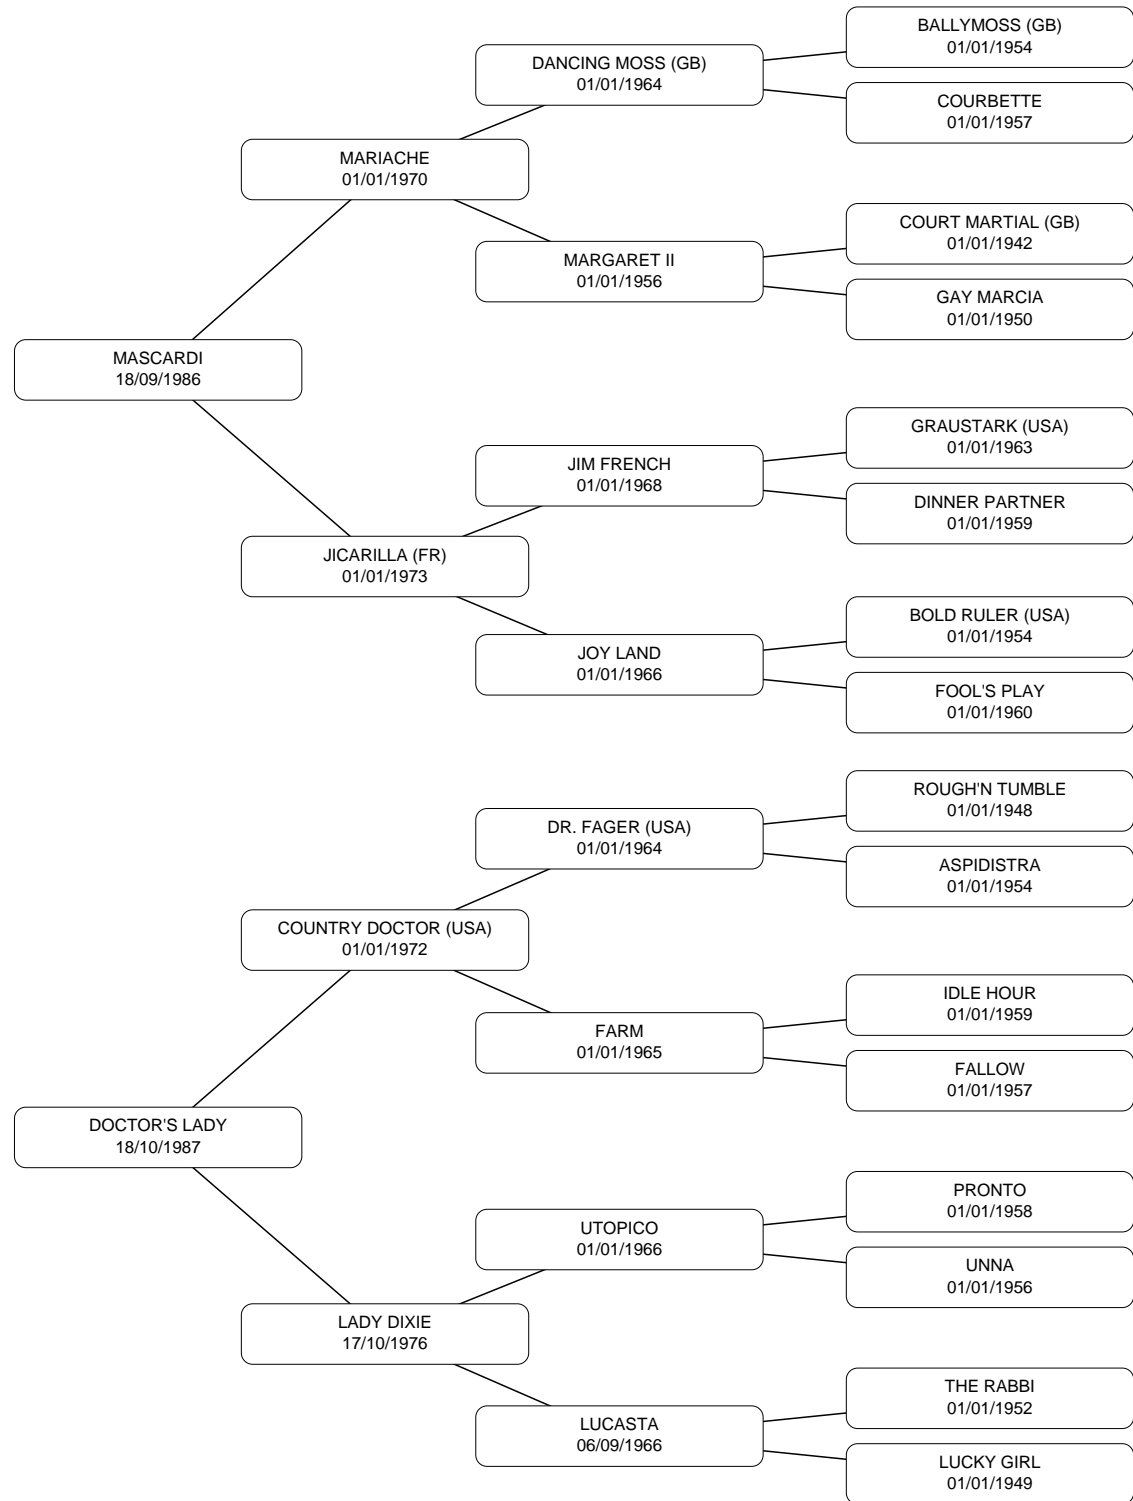 BALLYMOSS (GB)
01/01/1954
DANCING MOSS (GB)
01/01/1964
COURBETTE
01/01/1957
MARIACHE
01/01/1970
COURT MARTIAL (GB)
01/01/1942
MARGARET II
01/01/1956
GAY MARCIA
01/01/1950
MASCARDI
18/09/1986
GRAUSTARK (USA)
01/01/1963
JIM FRENCH
01/01/1968
DINNER PARTNER
01/01/1959
JICARILLA (FR)
01/01/1973
BOLD RULER (USA)
01/01/1954
JOY LAND
01/01/1966
FOOL'S PLAY
01/01/1960
ROUGH'N TUMBLE
01/01/1948
DR. FAGER (USA)
01/01/1964
ASPIDISTRA
01/01/1954
COUNTRY DOCTOR (USA)
01/01/1972
IDLE HOUR
01/01/1959
FARM
01/01/1965
FALLOW
01/01/1957
DOCTOR'S LADY
18/10/1987
PRONTO
01/01/1958
UTOPICO
01/01/1966
UNNA
01/01/1956
LADY DIXIE
17/10/1976
THE RABBI
01/01/1952
LUCASTA
06/09/1966
LUCKY GIRL
01/01/1949